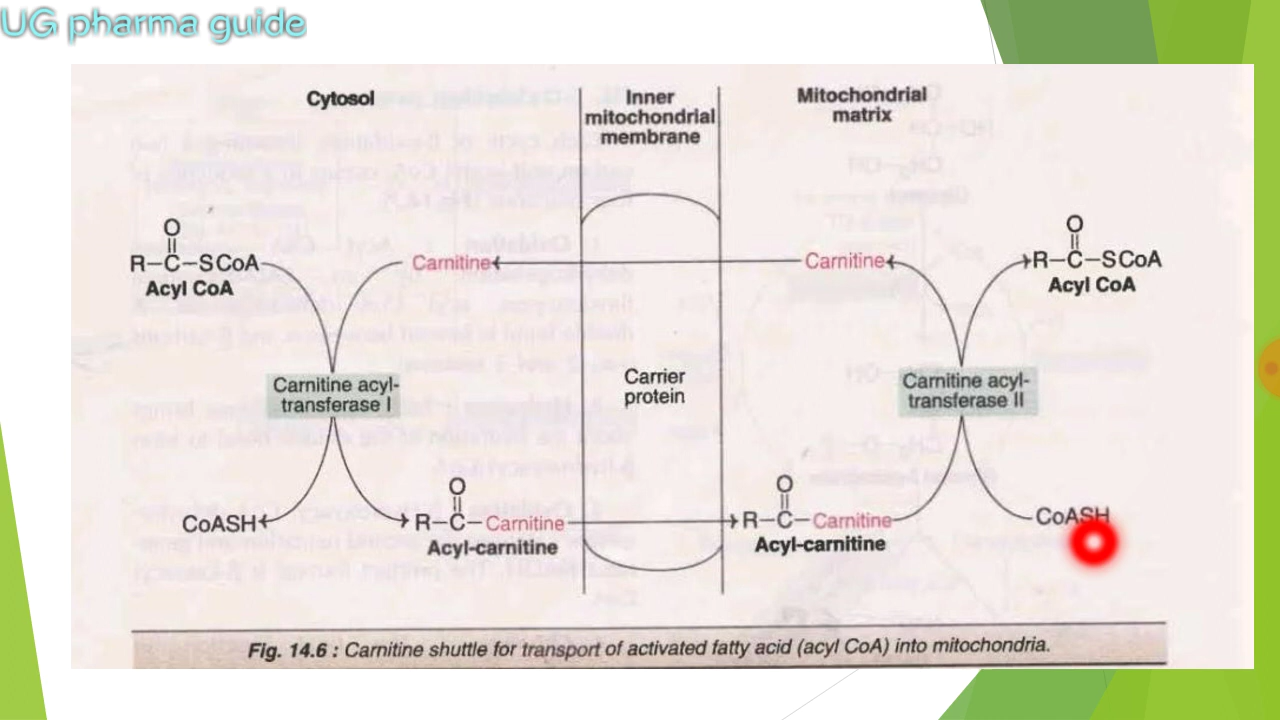 UG pharma guide
Cytosol
Inner
mitochondrial
membrane
Mitochondrial
matrix
O
R–C–SCoA
Acyl CoA
Carnitine
Carnitine
O
R–C–SCoA
Acyl CoA
Carnitine acyl-
transferase I
Carrier
protein
Carnitine acyl-
transferase II
CoASH
O
R–C–Carnitine
Acyl-carnitine
O
R–C–Carnitine
Acyl-carnitine
CoASH
Fig. 14.6 : Carnitine shuttle for transport of activated fatty acid (acyl CoA) into mitochondria.